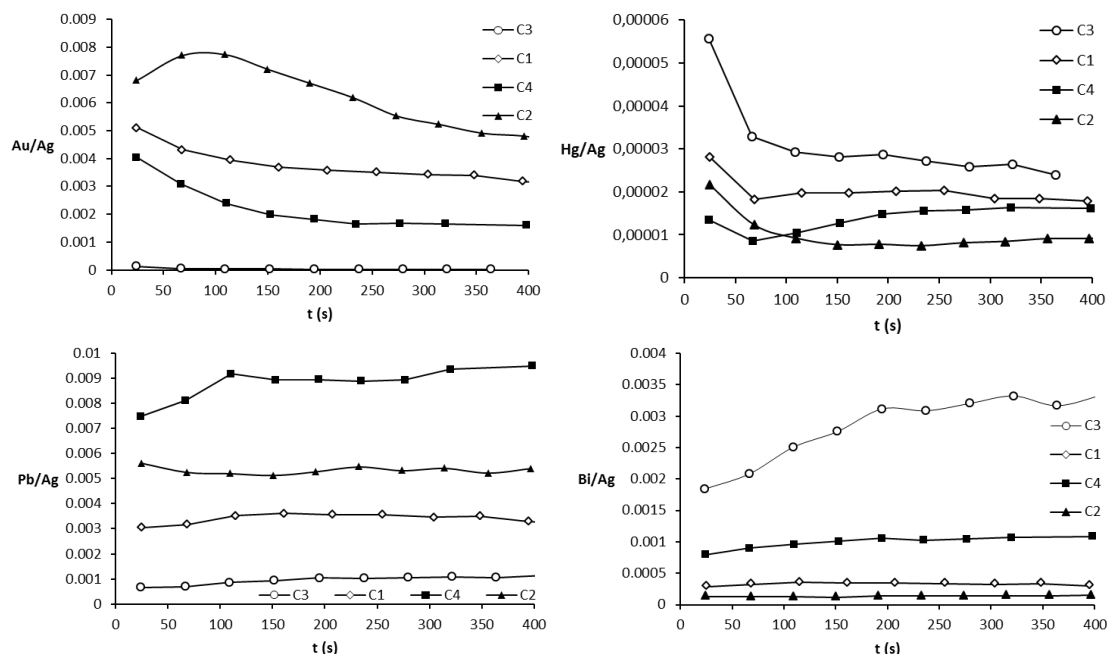 0.009
0.008
0.007
0.006
0.005
0.004
0.003
0.002
0.001
0
Au/Ag
0 50 100 150 200 250 300 350 400
t (s)
C3
C1
C4
C2
0,00006
0,00005
0,00004
0,00003
0,00002
0,00001
0
Hg/Ag
0 50 100 150 200 250 300 350 400
t (s)
C3
C1
C4
C2
0.01
0.009
0.008
0.007
0.006
0.005
0.004
0.003
0.002
0.001
0
Pb/Ag
C3 C1 C4 C2
0 50 100 150 200 250 300 350 400
t (s)
0.004
0.0035
0.003
0.0025
0.002
0.0015
0.001
0.0005
0
Bi/Ag
0 50 100 150 200 250 300 350 400
t (s)
C3
C1
C4
C2